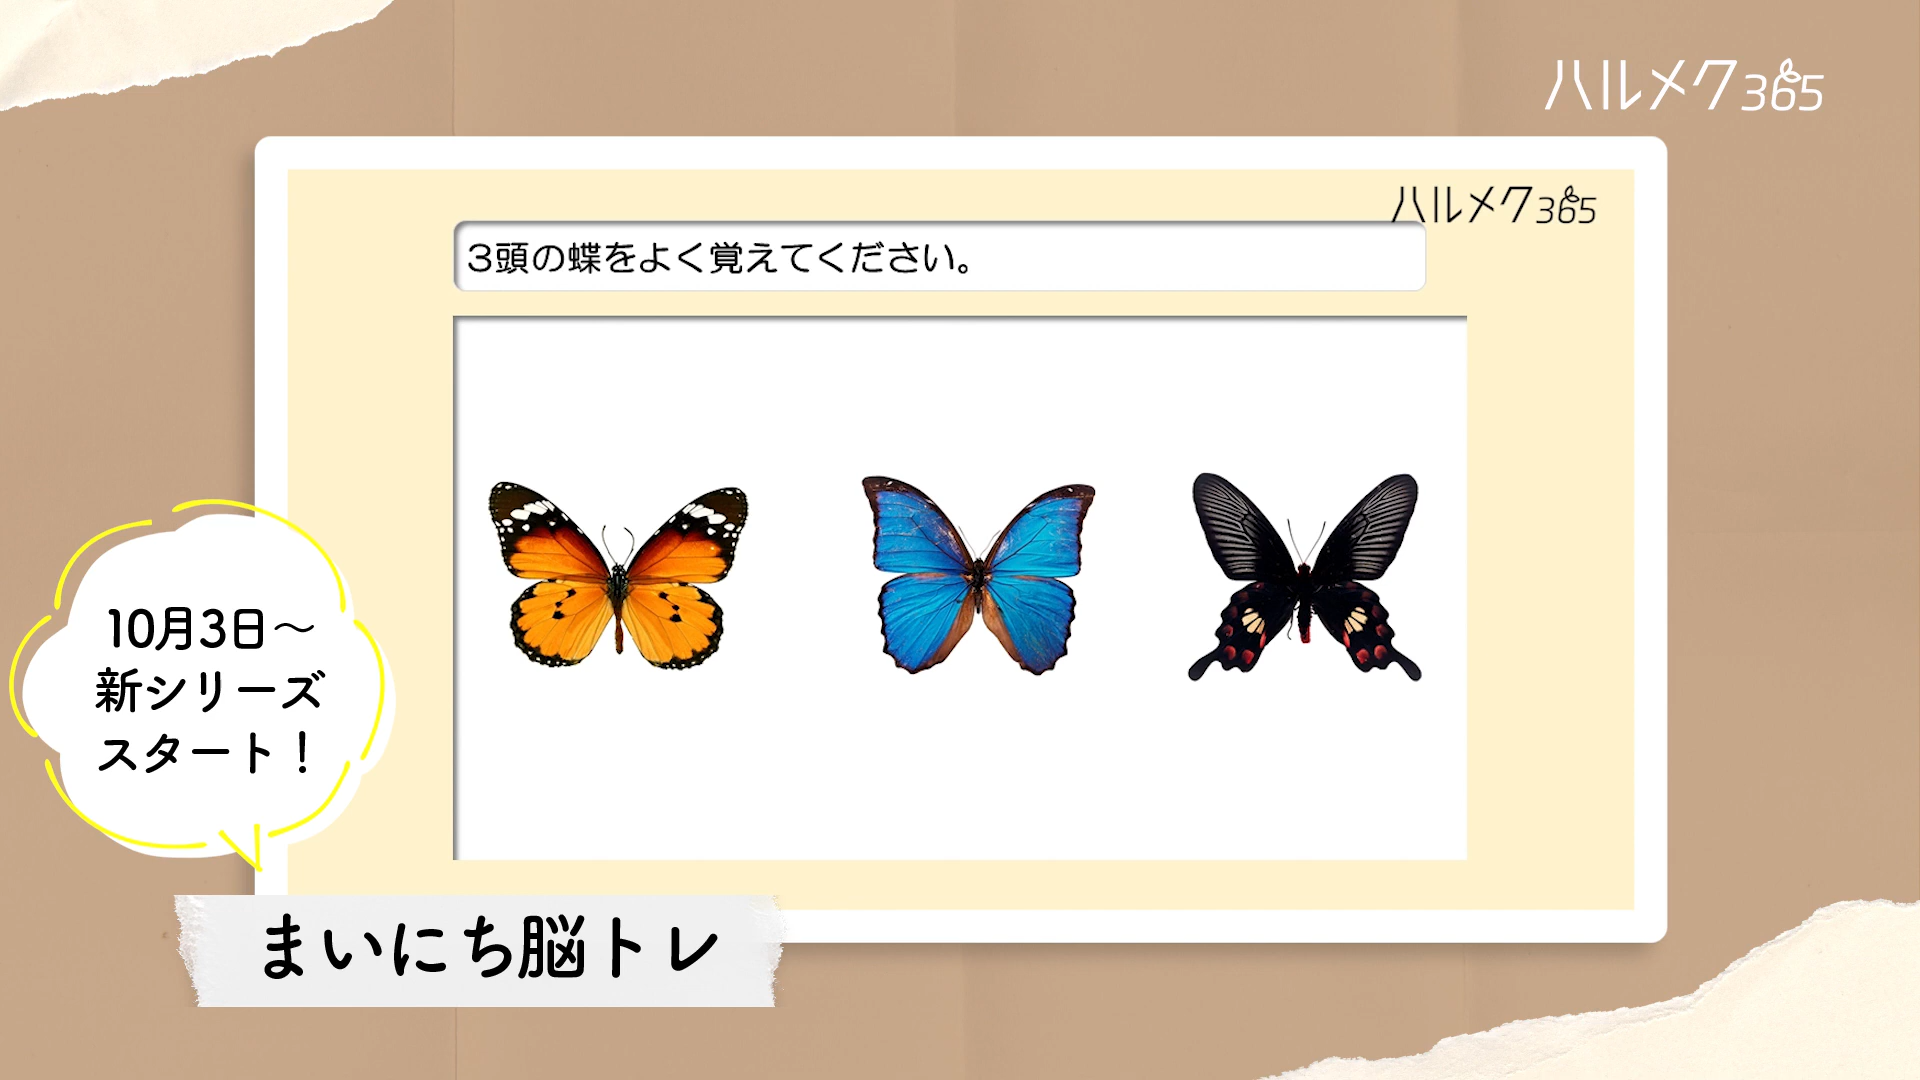 ハルメク365
ハルメク365
3頭の蝶をよく覚えてください。
10月3日～
新シリーズ
スタート！
まいにち脳トレ